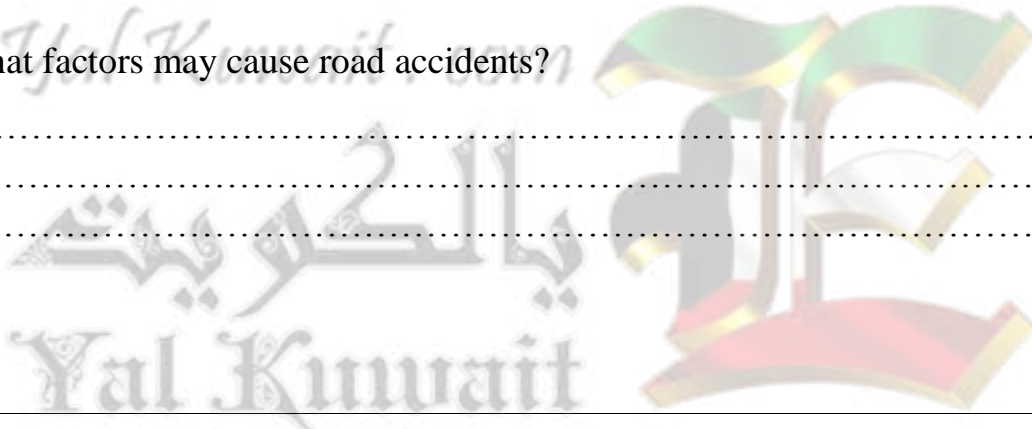 Yal Kuwait.com
hat factors may cause road accidents?
................................................................................
................................................................................
................................................................................
يالكويت
Yal Kuwait